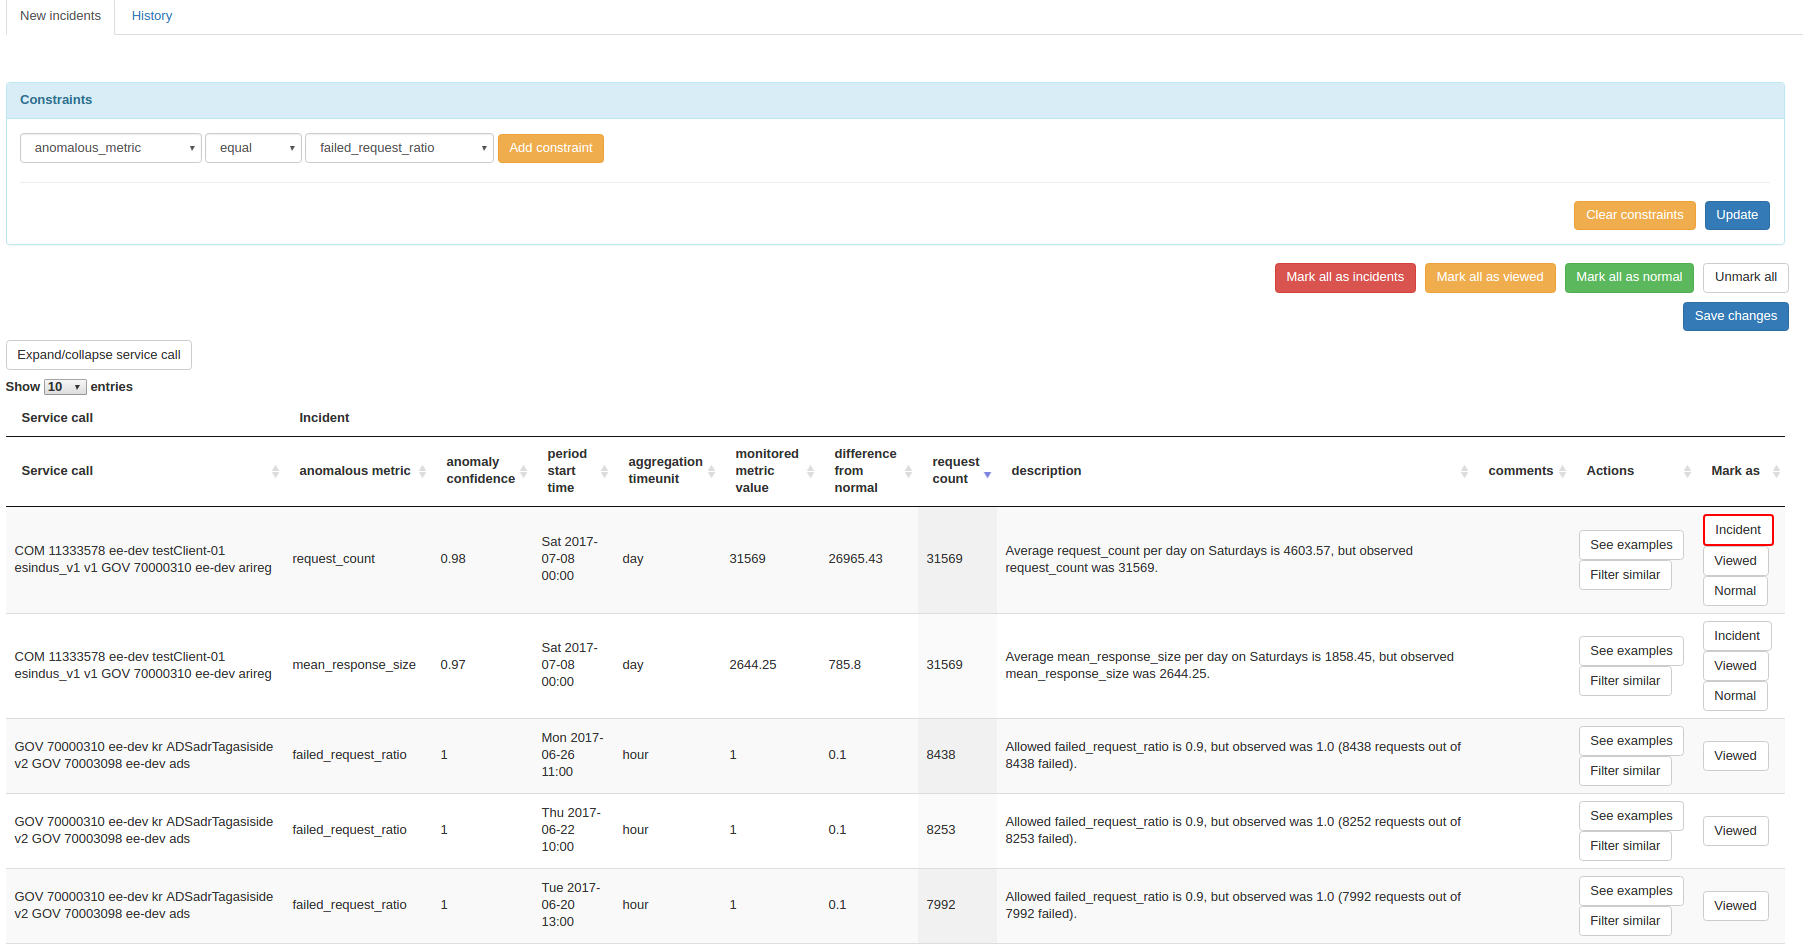 New incidents
History
Constraints
anomalous_metric
equal
failed_request_ratio
Add constraint
Clear constraints
Update
Mark all as incidents
Mark all as viewed
Mark all as normal
Unmark all
Save changes
Expand/collapse service call
Show 10 entries
Service call
Incident
Service call
anomalous metric
anomaly
confidence
period
start
time
aggregation
timeunit
monitored
metric
value
difference
from
normal
request
count
description
comments
Actions
Mark as
COM 11333578 ee-dev testClient-01
esindus_v1 v1 GOV 70000310 ee-dev arireg
request_count
0.98
Sat 2017-
07-08
00:00
day
31569
26965.43
31569
Average request_count per day on Saturdays is 4603.57, but observed
request_count was 31569.
See examples
Filter similar
Incident
Viewed
Normal
COM 11333578 ee-dev testClient-01
esindus_v1 v1 GOV 70000310 ee-dev arireg
mean_response_size
0.97
Sat 2017-
07-08
00:00
day
2644.25
785.8
31569
Average mean_response_size per day on Saturdays is 1858.45, but observed
mean_response_size was 2644.25.
See examples
Filter similar
Incident
Viewed
Normal
GOV 70000310 ee-dev kr ADSadrTagasiside
v2 GOV 70003098 ee-dev ads
failed_request_ratio
1
Mon 2017-
06-26
11:00
hour
1
0.1
8438
Allowed failed_request_ratio is 0.9, but observed was 1.0 (8438 requests out of
8438 failed).
See examples
Filter similar
Viewed
GOV 70000310 ee-dev kr ADSadrTagasiside
v2 GOV 70003098 ee-dev ads
failed_request_ratio
1
Thu 2017-
06-22
10:00
hour
1
0.1
8253
Allowed failed_request_ratio is 0.9, but observed was 1.0 (8252 requests out of
8253 failed).
See examples
Filter similar
Viewed
GOV 70000310 ee-dev kr ADSadrTagasiside
v2 GOV 70003098 ee-dev ads
failed_request_ratio
1
Tue 2017-
06-20
13:00
hour
1
0.1
7992
Allowed failed_request_ratio is 0.9, but observed was 1.0 (7992 requests out of
7992 failed).
See examples
Filter similar
Viewed